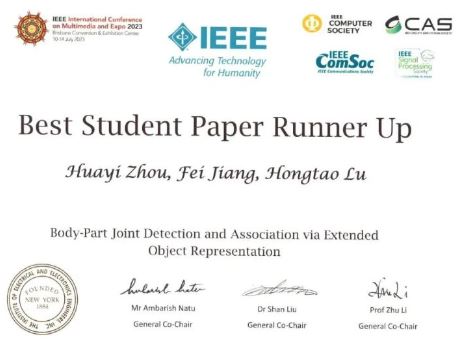 IEEE International Conference
on Multimedia and Expo 2023
Brisbane Convention & Exhibition Centre
10-14 July 2023
IEEE
Advancing Technology
for Humanity
IEEE
COMPUTER
SOCIETY
CAS
IEEE
ComSoc
IEEE Communications Society
IEEE
Signal
Processing
Society
Best Student Paper Runner Up
Huayi Zhou, Fei Jiang, Hongtao Lu
Body-Part Joint Detection and Association via Extended
Object Representation
THE INSTITUTE OF ELECTRICAL AND ELECTRONICS ENGINEERS, INC.
FOUNDED
NEW YORK
1884
Mr Ambarish Natu
General Co-Chair
Dr Shan Liu
General Co-Chair
Prof Zhu Li
General Co-Chair